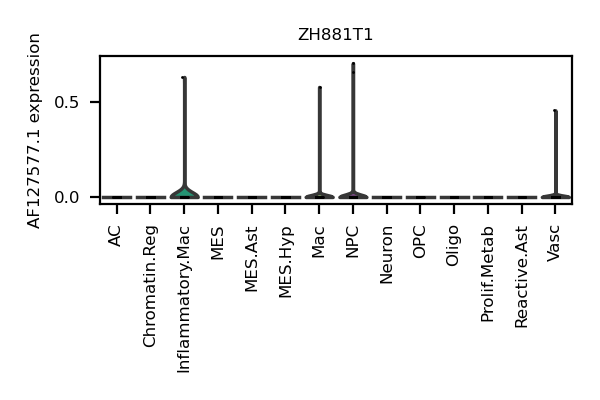 ZH881T1
AF127577.1 expression
0.5
0.0
AC
Chromatin.Reg
Inflammatory.Mac
MES
MES.Ast
MES.Hyp
Mac
NPC
Neuron
OPC
Oligo
Prolif.Metab
Reactive.Ast
Vasc